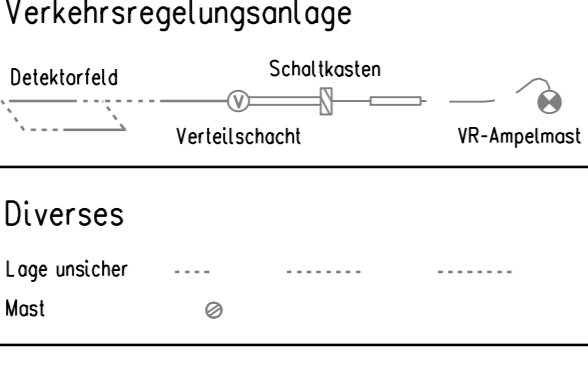 Verkehrsregelungsanlage
Detektorfeld
Schaltkasten
V
Verteilschacht
VR-Ampelmast
Diverses
Lage unsicher
Mast